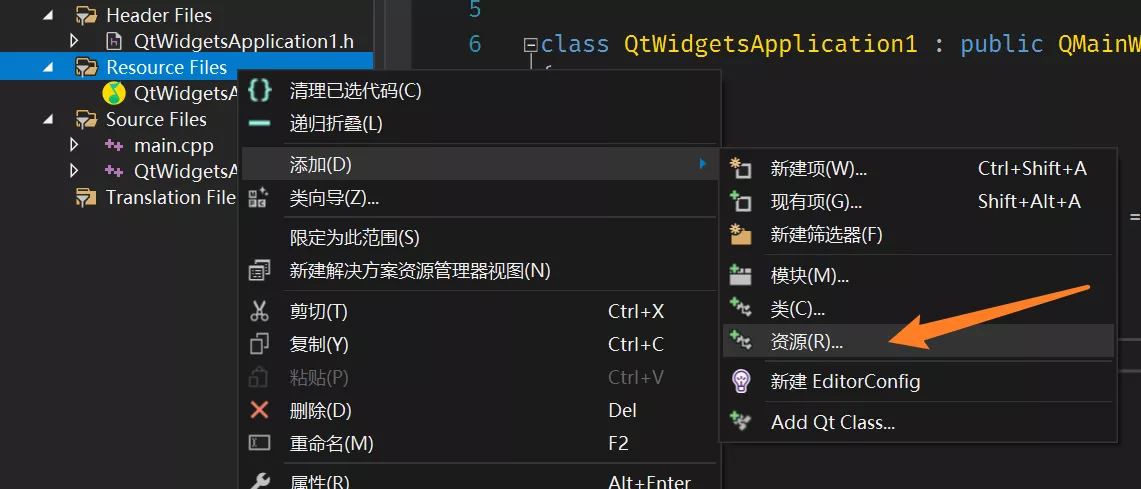 Header Files
QtWidgetsApplication1.h
Resource Files
QtWidgetsA
Source Files
main.cpp
QtWidgetsA
Translation File
5
6
class QtWidgetsApplication1 : public QMainW
{
=
清理已选代码(C)
递归折叠(L)
添加(D)
类向导(Z)...
限定为此范围(S)
新建解决方案资源管理器视图(N)
剪切(T) Ctrl+X
复制(Y) Ctrl+C
粘贴(P) Ctrl+V
删除(D) Del
重命名(M) F2
属性(R) Alt+Enter
新建项(W)... Ctrl+Shift+A
现有项(G)... Shift+Alt+A
新建筛选器(F)
模块(M)...
类(C)...
资源(R)...
新建 EditorConfig
Add Qt Class...